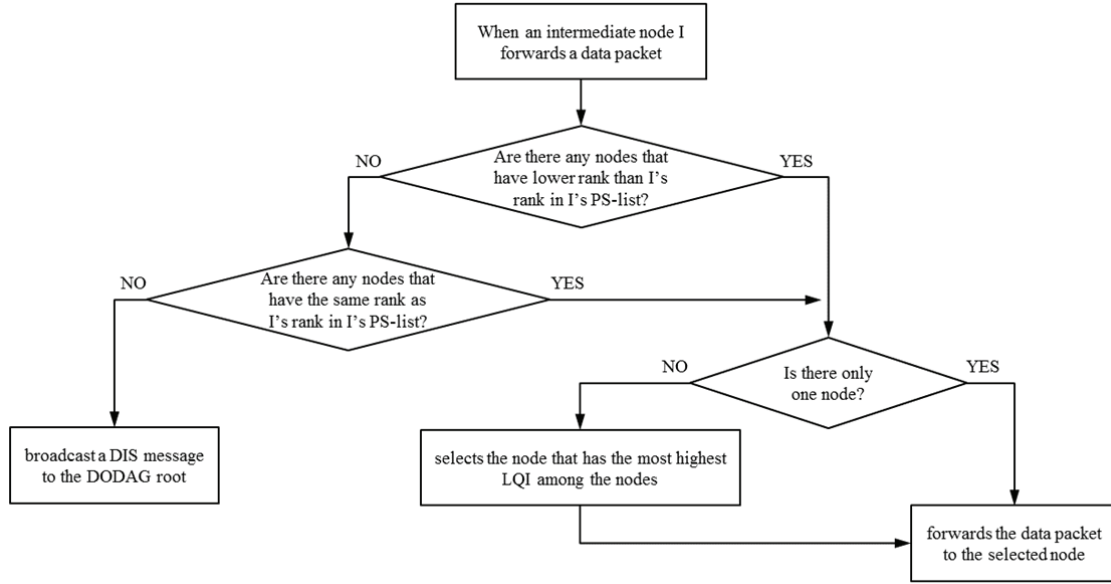 When an intermediate node I
forwards a data packet
Are there any nodes that
have lower rank than I's
rank in I's PS-list?
NO
YES
Are there any nodes that
have the same rank as
I's rank in I's PS-list?
NO
YES
Is there only
one node?
NO
YES
broadcast a DIS message
to the DODAG root
selects the node that has the most highest
LQI among the nodes
forwards the data packet
to the selected node